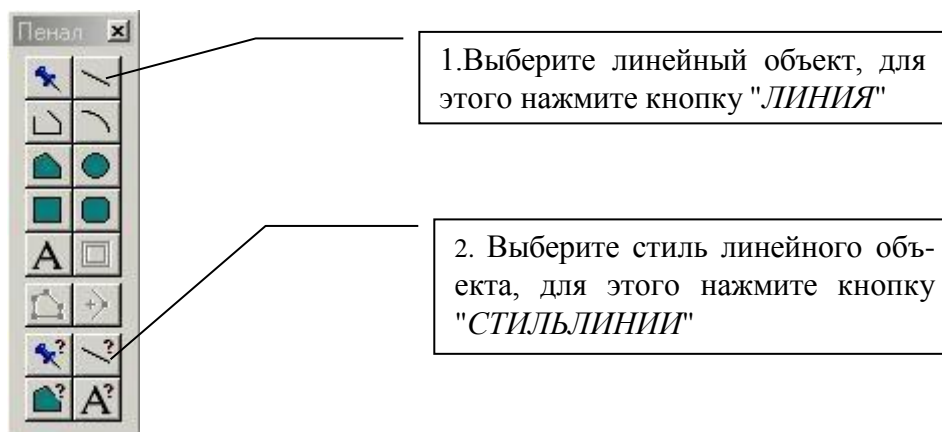 Пенал
1.Выберите линейный объект, для
этого нажмите кнопку "ЛИНИЯ"
A
2. Выберите стиль линейного объ-
екта, для этого нажмите кнопку
"СТИЛЬЛИНИИ"
?
?
?
A?